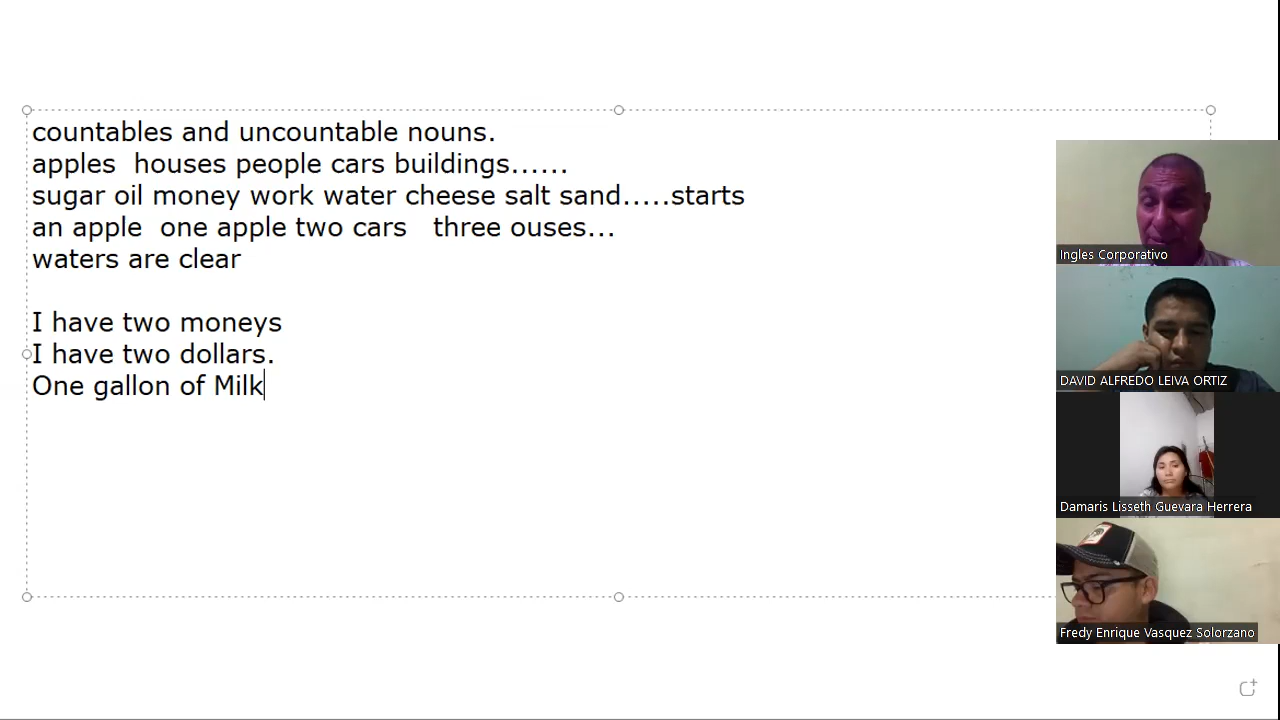 countables and uncountable nouns.
apples  houses people cars buildings......
sugar oil money work water cheese salt sand.....starts
an apple  one apple two cars   three ouses...
waters are clear
I have two moneys
I have two dollars.
One gallon of Milk
Ingles Corporativo
DAVID ALFREDO LEIVA ORTIZ
Damaris Lisseth Guevara Herrera
Fredy Enrique Vasquez Solorzano